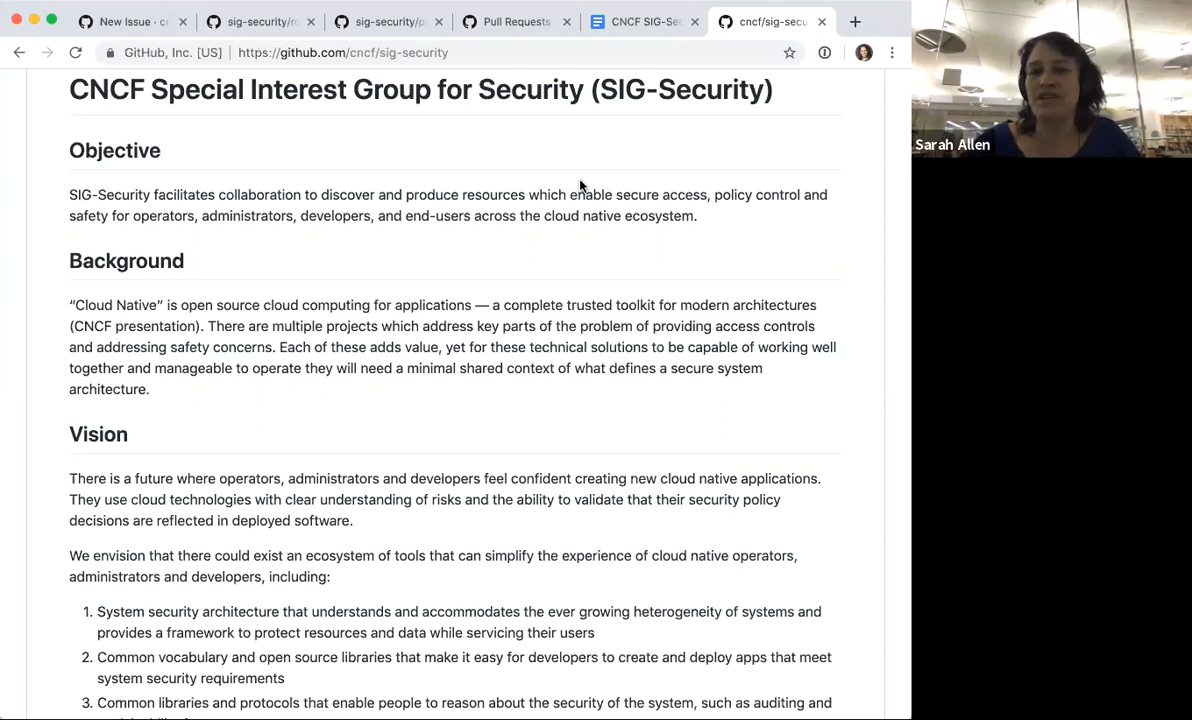 New Issue - c
sig-security/r
sig-security/p
Pull Requests
CNCF SIG-Sec
cncf/sig-secu
GitHub, Inc. [US] https://github.com/cncf/sig-security
CNCF Special Interest Group for Security (SIG-Security)
Sarah Allen
Objective
SIG-Security facilitates collaboration to discover and produce resources which enable secure access, policy control and
safety for operators, administrators, developers, and end-users across the cloud native ecosystem.
Background
“Cloud Native” is open source cloud computing for applications — a complete trusted toolkit for modern architectures
(CNCF presentation). There are multiple projects which address key parts of the problem of providing access controls
and addressing safety concerns. Each of these adds value, yet for these technical solutions to be capable of working well
together and manageable to operate they will need a minimal shared context of what defines a secure system
architecture.
Vision
There is a future where operators, administrators and developers feel confident creating new cloud native applications.
They use cloud technologies with clear understanding of risks and the ability to validate that their security policy
decisions are reflected in deployed software.
We envision that there could exist an ecosystem of tools that can simplify the experience of cloud native operators,
administrators and developers, including:
1. System security architecture that understands and accommodates the ever growing heterogeneity of systems and
provides a framework to protect resources and data while servicing their users
2. Common vocabulary and open source libraries that make it easy for developers to create and deploy apps that meet
system security requirements
3. Common libraries and protocols that enable people to reason about the security of the system, such as auditing and